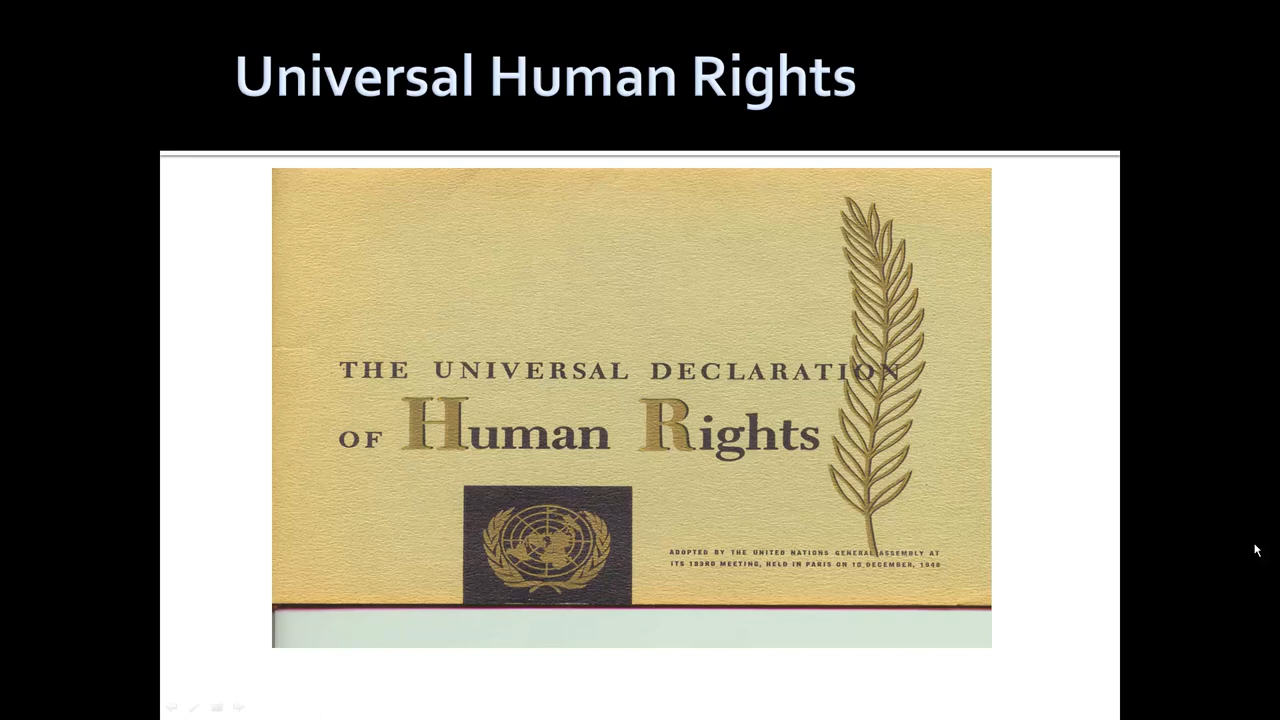 Universal Human Rights
THE UNIVERSAL DECLARATION
OF Human Rights
ADOPTED BY THE UNITED NATIONS GENERAL ASSEMBLY AT
ITS 183RD MEETING, HELD IN PARIS ON 10 DECEMBER, 1948